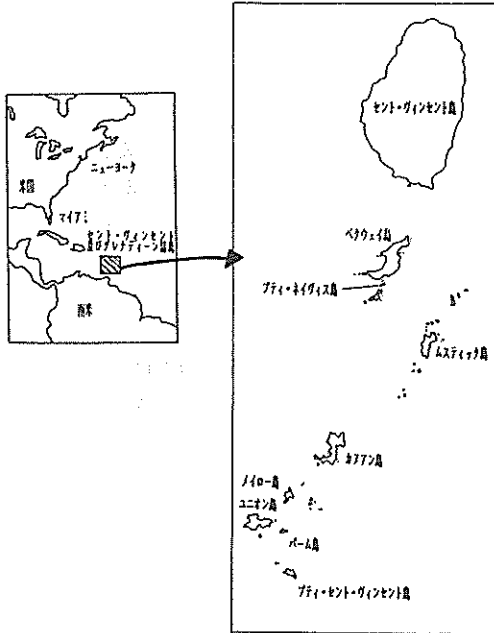 米国
ニューヨーク
マイアミ
セント・ヴィンセント
及びグレナディーン諸島
南米
セント・ヴィンセント島
ベクウェイ島
プティ・ネイヴィス島
ムスティック島
カヌアン島
メイロー島
ユニオン島
パーム島
プティ・セント・ヴィンセント島